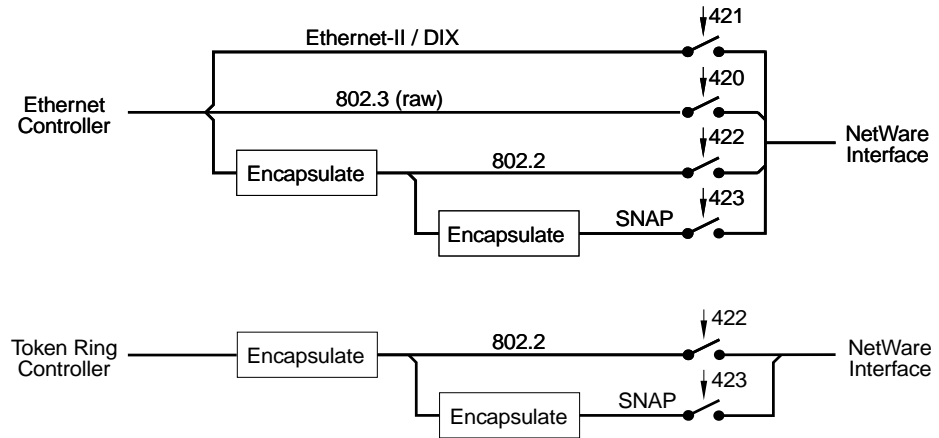 421
Ethernet-II / DIX
420
802.3 (raw)
Ethernet
Controller
422
NetWare
Interface
802.2
Encapsulate
423
SNAP
Encapsulate
422
802.2
Token Ring
Controller
Encapsulate
NetWare
Interface
423
SNAP
Encapsulate